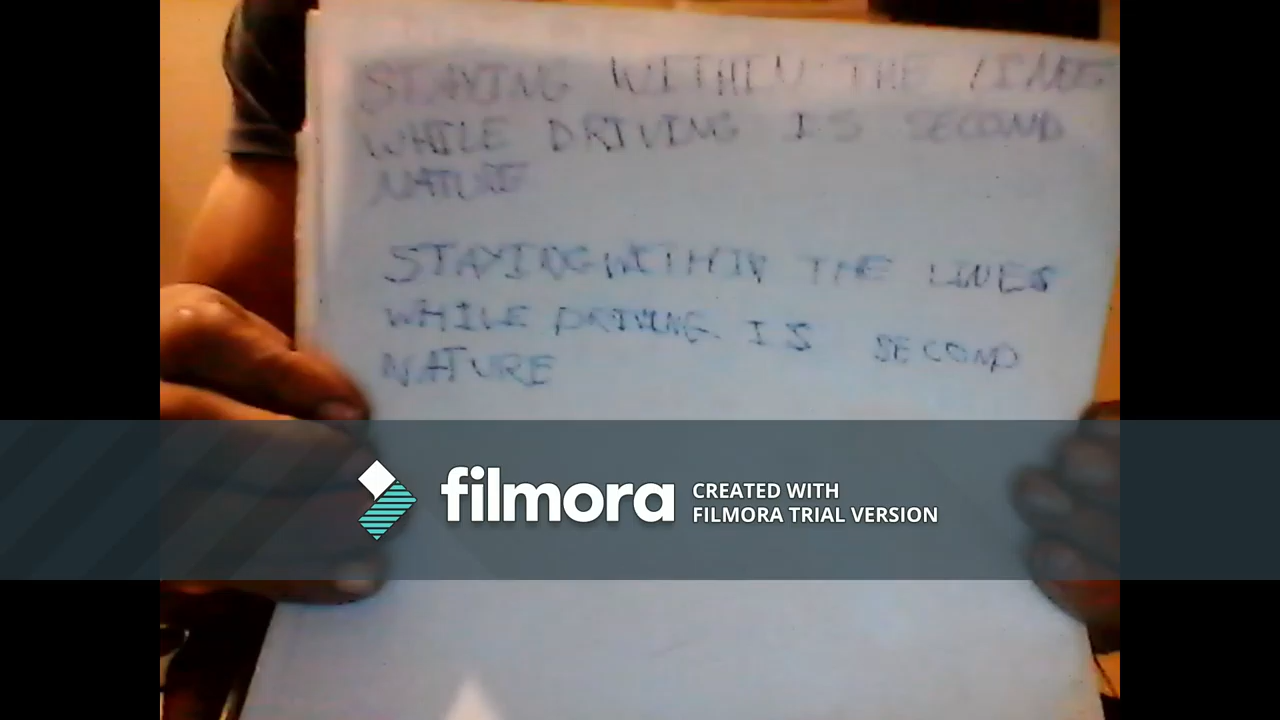 STAYING WITHIN THE LINES
WHILE DRIVING IS SECOND
NATURE
STAYING WITHIN THE LINES
WHILE DRIVING IS SECOND
NATURE
filmora
CREATED WITH
FILMORA TRIAL VERSION